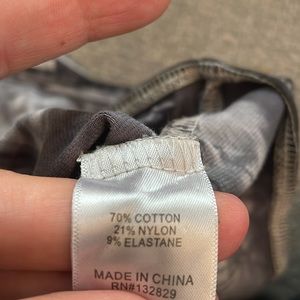 70% COTTON
21% NYLON
9% ELASTANE
MADE IN CHINA
RN#132829